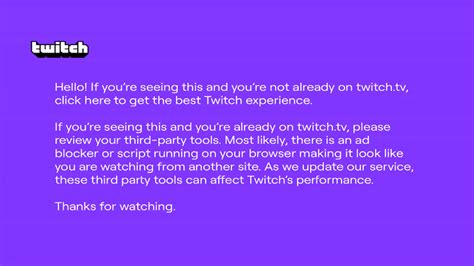 twitch
Hello! If you're seeing this and you're not already on twitch.tv,
click here to get the best Twitch experience.
If you're seeing this and you're already on twitch.tv, please
review your third-party tools. Most likely, there is an ad
blocker or script running on your browser making it look like
you are watching from another site. As we update our service,
these third party tools can affect Twitch's performance.
Thanks for watching.